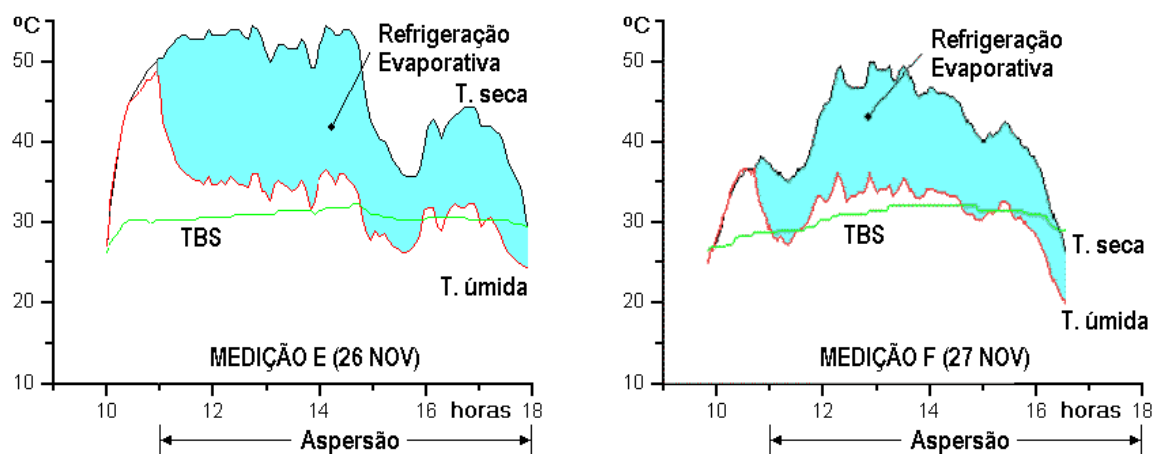 ºC
50
40
30
20
10
Refrigeração
Evaporativa
T. seca
TBS
T. úmida
MEDIÇÃO E (26 NOV)
10
12
14
16
horas
18
Aspersão
ºC
50
40
30
20
10
Refrigeração
Evaporativa
TBS
T. seca
T. úmida
MEDIÇÃO F (27 NOV)
10
12
14
16
horas
18
Aspersão